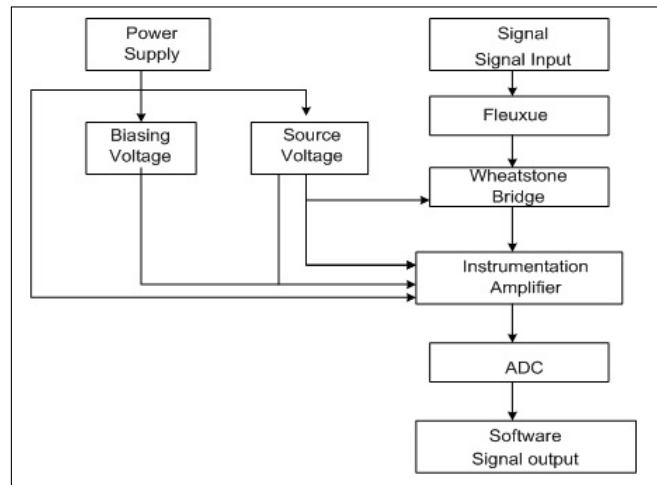 Power
Supply
Signal
Signal Input
Fleuxue
Biasing
Voltage
Source
Voltage
Wheatstone
Bridge
Instrumentation
Amplifier
ADC
Software
Signal output